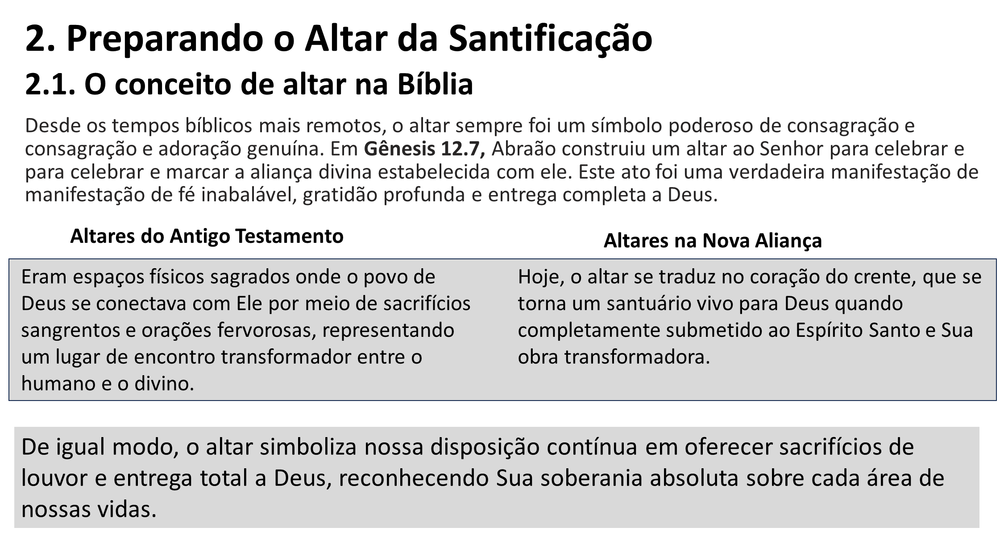 2. Preparando o Altar da Santificação
2.1. O conceito de altar na Bíblia
Desde os tempos bíblicos mais remotos, o altar sempre foi um símbolo poderoso de consagração e
consagração e adoração genuína. Em Gênesis 12.7, Abraão construiu um altar ao Senhor para celebrar e
para celebrar e marcar a aliança divina estabelecida com ele. Este ato foi uma verdadeira manifestação de
manifestação de fé inabalável, gratidão profunda e entrega completa a Deus.
Altares do Antigo Testamento
Eram espaços físicos sagrados onde o povo de
Deus se conectava com Ele por meio de sacrifícios
sangrentos e orações fervorosas, representando
um lugar de encontro transformador entre o
humano e o divino.
Altares na Nova Aliança
Hoje, o altar se traduz no coração do crente, que se
torna um santuário vivo para Deus quando
completamente submetido ao Espírito Santo e Sua
obra transformadora.
De igual modo, o altar simboliza nossa disposição contínua em oferecer sacrifícios de
louvor e entrega total a Deus, reconhecendo Sua soberania absoluta sobre cada área de
nossas vidas.